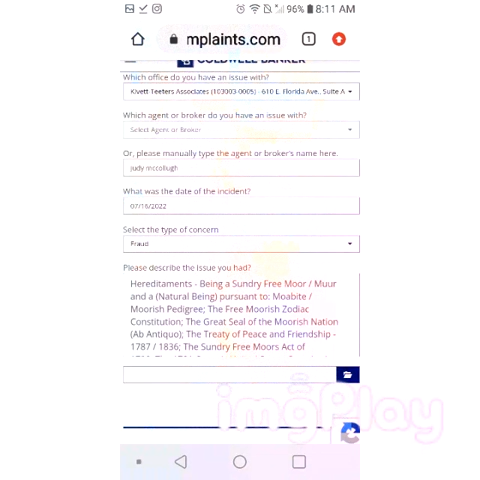 96% 8:11 AM
mplaints.com 1
COLDWELL BANKER
Which office do you have an issue with?
Kivett Teeters Associates (103003-0005) - 610 E. Florida Ave., Suite A
Which agent or broker do you have an issue with?
Select Agent or Broker
Or, please manually type the agent or broker's name here.
judy mccollugh
What was the date of the incident?
07/16/2022
Select the type of concern
Fraud
Please describe the issue you had?
Hereditaments - Being a Sundry Free Moor / Muur
and a (Natural Being) pursuant to: Moabite /
Moorish Pedigree; The Free Moorish Zodiac
Constitution; The Great Seal of the Moorish Nation
(Ab Antiquo); The Treaty of Peace and Friendship -
1787 / 1836; The Sundry Free Moors Act of
imgPlay